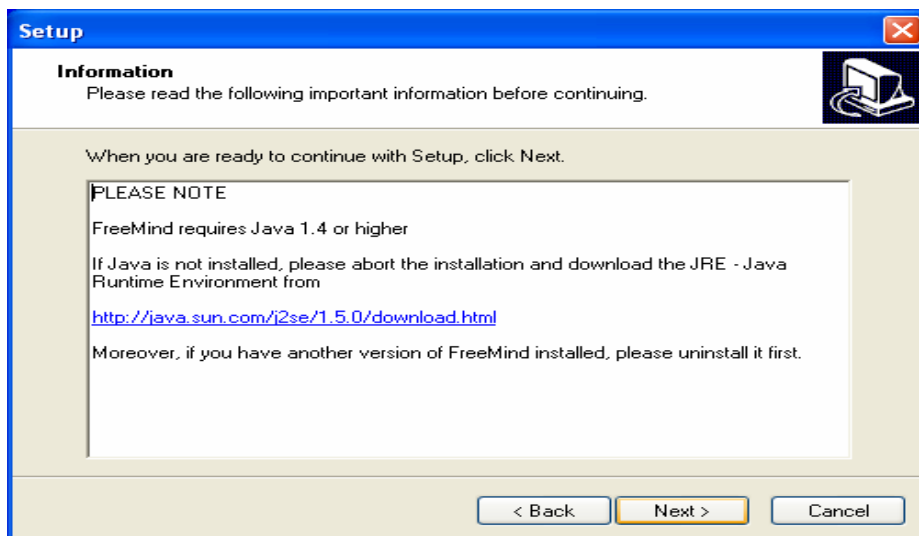 Setup
Information
Please read the following important information before continuing.
When you are ready to continue with Setup, click Next.
PLEASE NOTE
FreeMind requires Java 1.4 or higher
If Java is not installed, please abort the installation and download the JRE - Java
Runtime Environment from
http://java.sun.com/j2se/1.5.0/download.html
Moreover, if you have another version of FreeMind installed, please uninstall it first.
< Back Next > Cancel